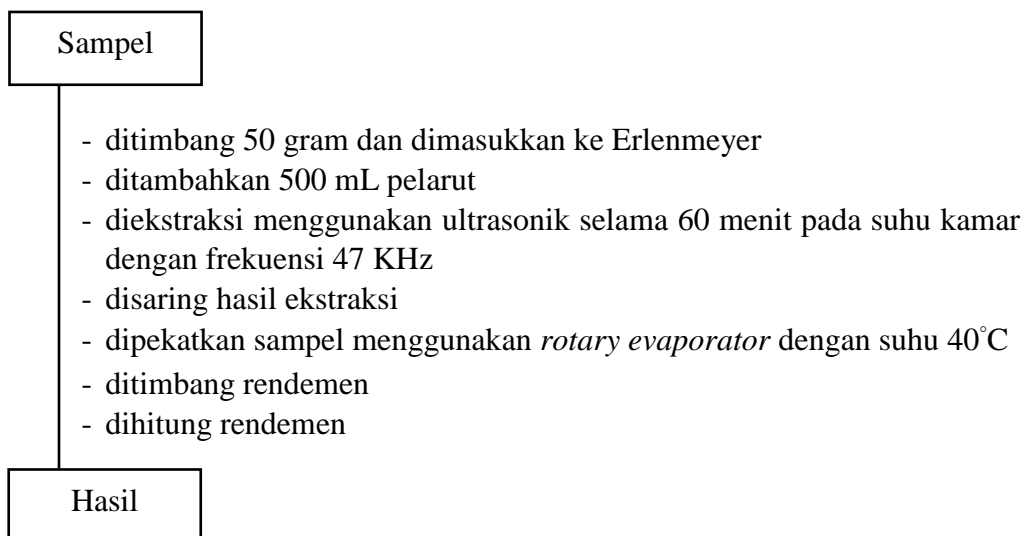 Sampel
- ditimbang 50 gram dan dimasukkan ke Erlenmeyer
- ditambahkan 500 mL pelarut
- diekstraksi menggunakan ultrasonik selama 60 menit pada suhu kamar
dengan frekuensi 47 KHz
- disaring hasil ekstraksi
- dipekatkan sampel menggunakan rotary evaporator dengan suhu 40°C
- ditimbang rendemen
- dihitung rendemen
Hasil